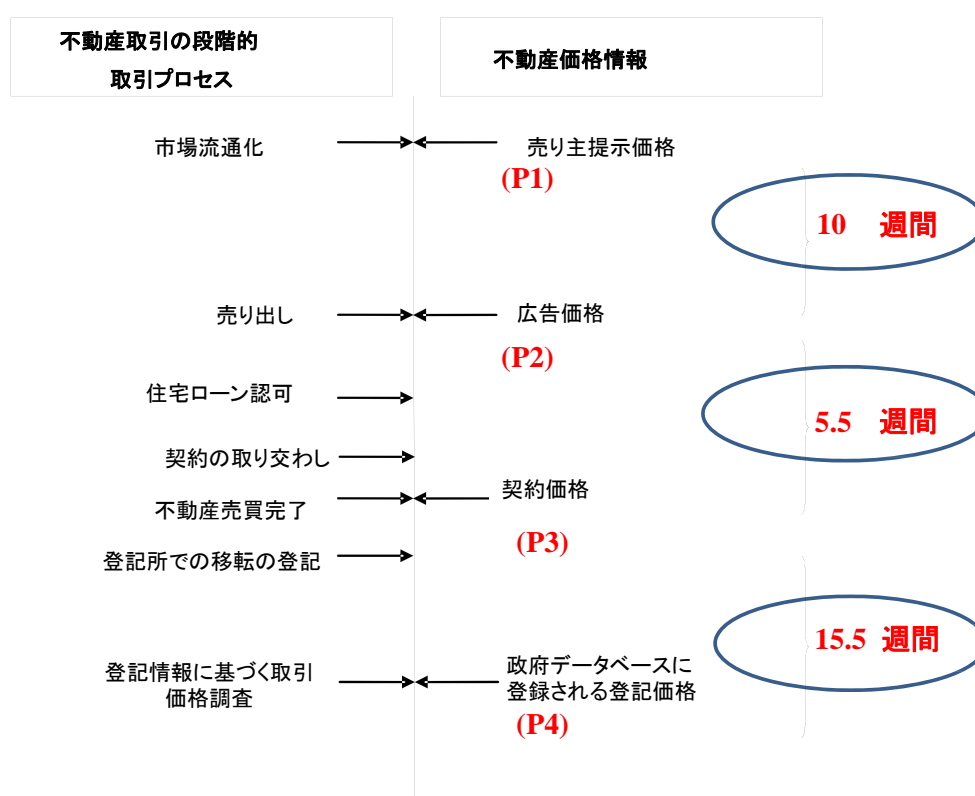 不動産取引の段階的
取引プロセス
不動産価格情報
市場流通化
売り主提示価格
(P1)
10 週間
売り出し
広告価格
(P2)
住宅ローン認可
5.5 週間
契約の取り交わし
契約価格
不動産売買完了
(P3)
登記所での移転の登記
15.5 週間
登記情報に基づく取引
価格調査
政府データベースに
登録される登記価格
(P4)